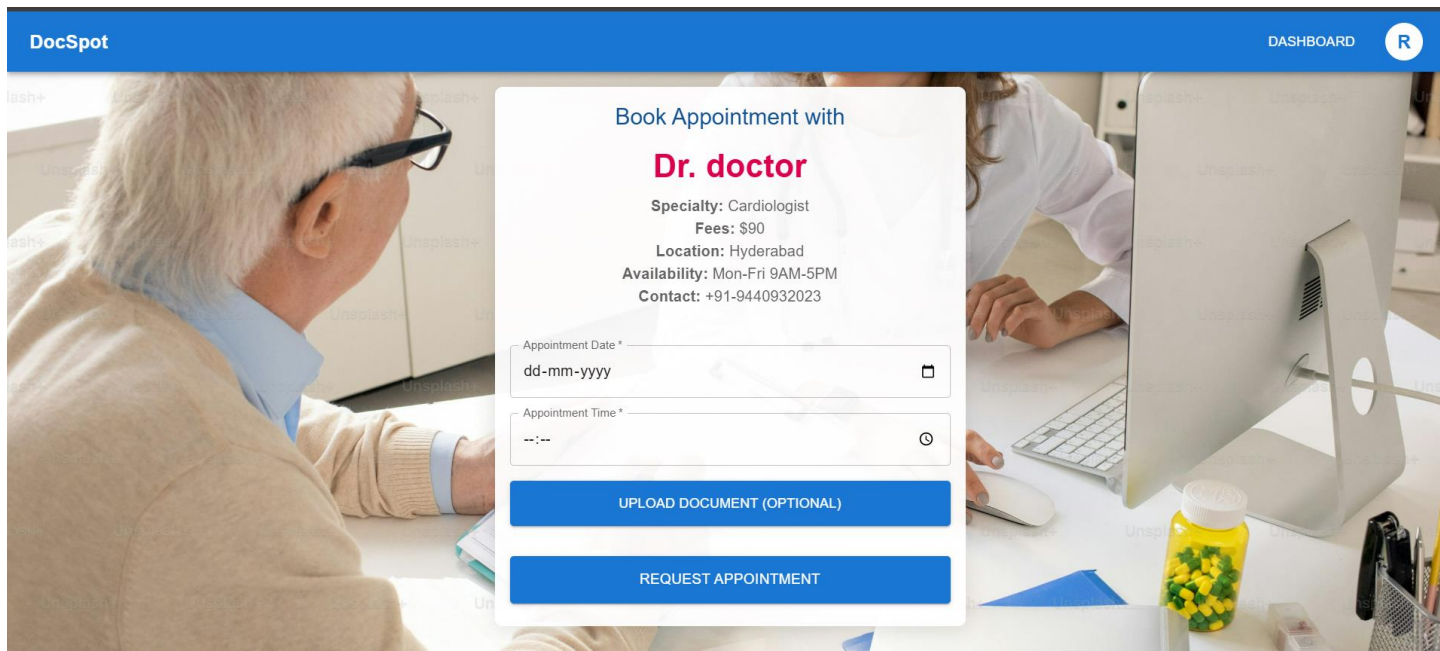 DocSpot
DASHBOARD
R
Book Appointment with
Dr. doctor
Specialty: Cardiologist
Fees: $90
Location: Hyderabad
Availability: Mon-Fri 9AM-5PM
Contact: +91-9440932023
Appointment Date *
dd-mm-yyyy
Appointment Time *
--:--
UPLOAD DOCUMENT (OPTIONAL)
REQUEST APPOINTMENT
Unsplash+